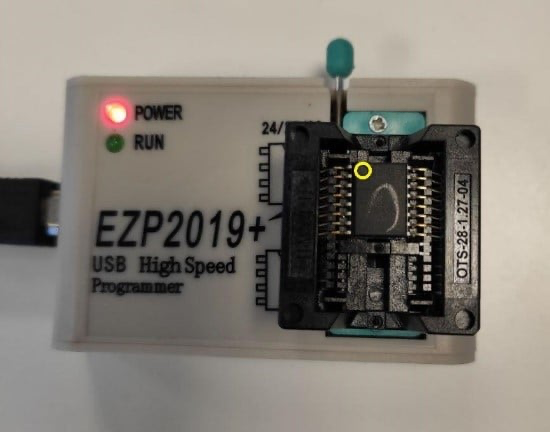 POWER
RUN
24/
EZP2019+
USB High Speed
Programmer
OTS-28-1.27-04